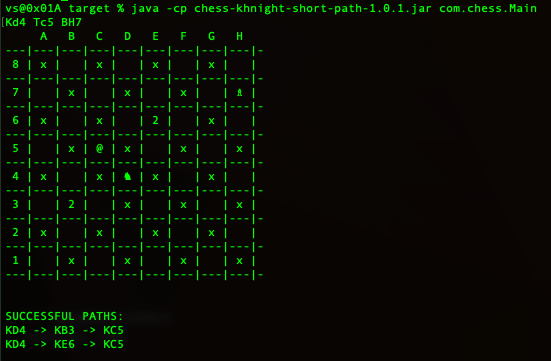 vs@0x01A target % java -cp chess-khnight-short-path-1.0.1.jar com.chess.Main
Kd4 Tc5 BH7
     A   B   C   D   E   F   G   H
---|---|---|---|---|---|---|---|---|-
 8 | x |   | x |   | x |   | x |   |
---|---|---|---|---|---|---|---|---|-
 7 |   | x |   | x |   | x |   | ♗ |
---|---|---|---|---|---|---|---|---|-
 6 | x |   | x |   | 2 |   | x |   |
---|---|---|---|---|---|---|---|---|-
 5 |   | x | @ | x |   | x |   | x |
---|---|---|---|---|---|---|---|---|-
 4 | x |   | x | ♞ | x |   | x |   |
---|---|---|---|---|---|---|---|---|-
 3 |   | 2 |   | x |   | x |   | x |
---|---|---|---|---|---|---|---|---|-
 2 | x |   | x |   | x |   | x |   |
---|---|---|---|---|---|---|---|---|-
 1 |   | x |   | x |   | x |   | x |
---|---|---|---|---|---|---|---|---|-
SUCCESSFUL PATHS:
KD4 -> KB3 -> KC5
KD4 -> KE6 -> KC5